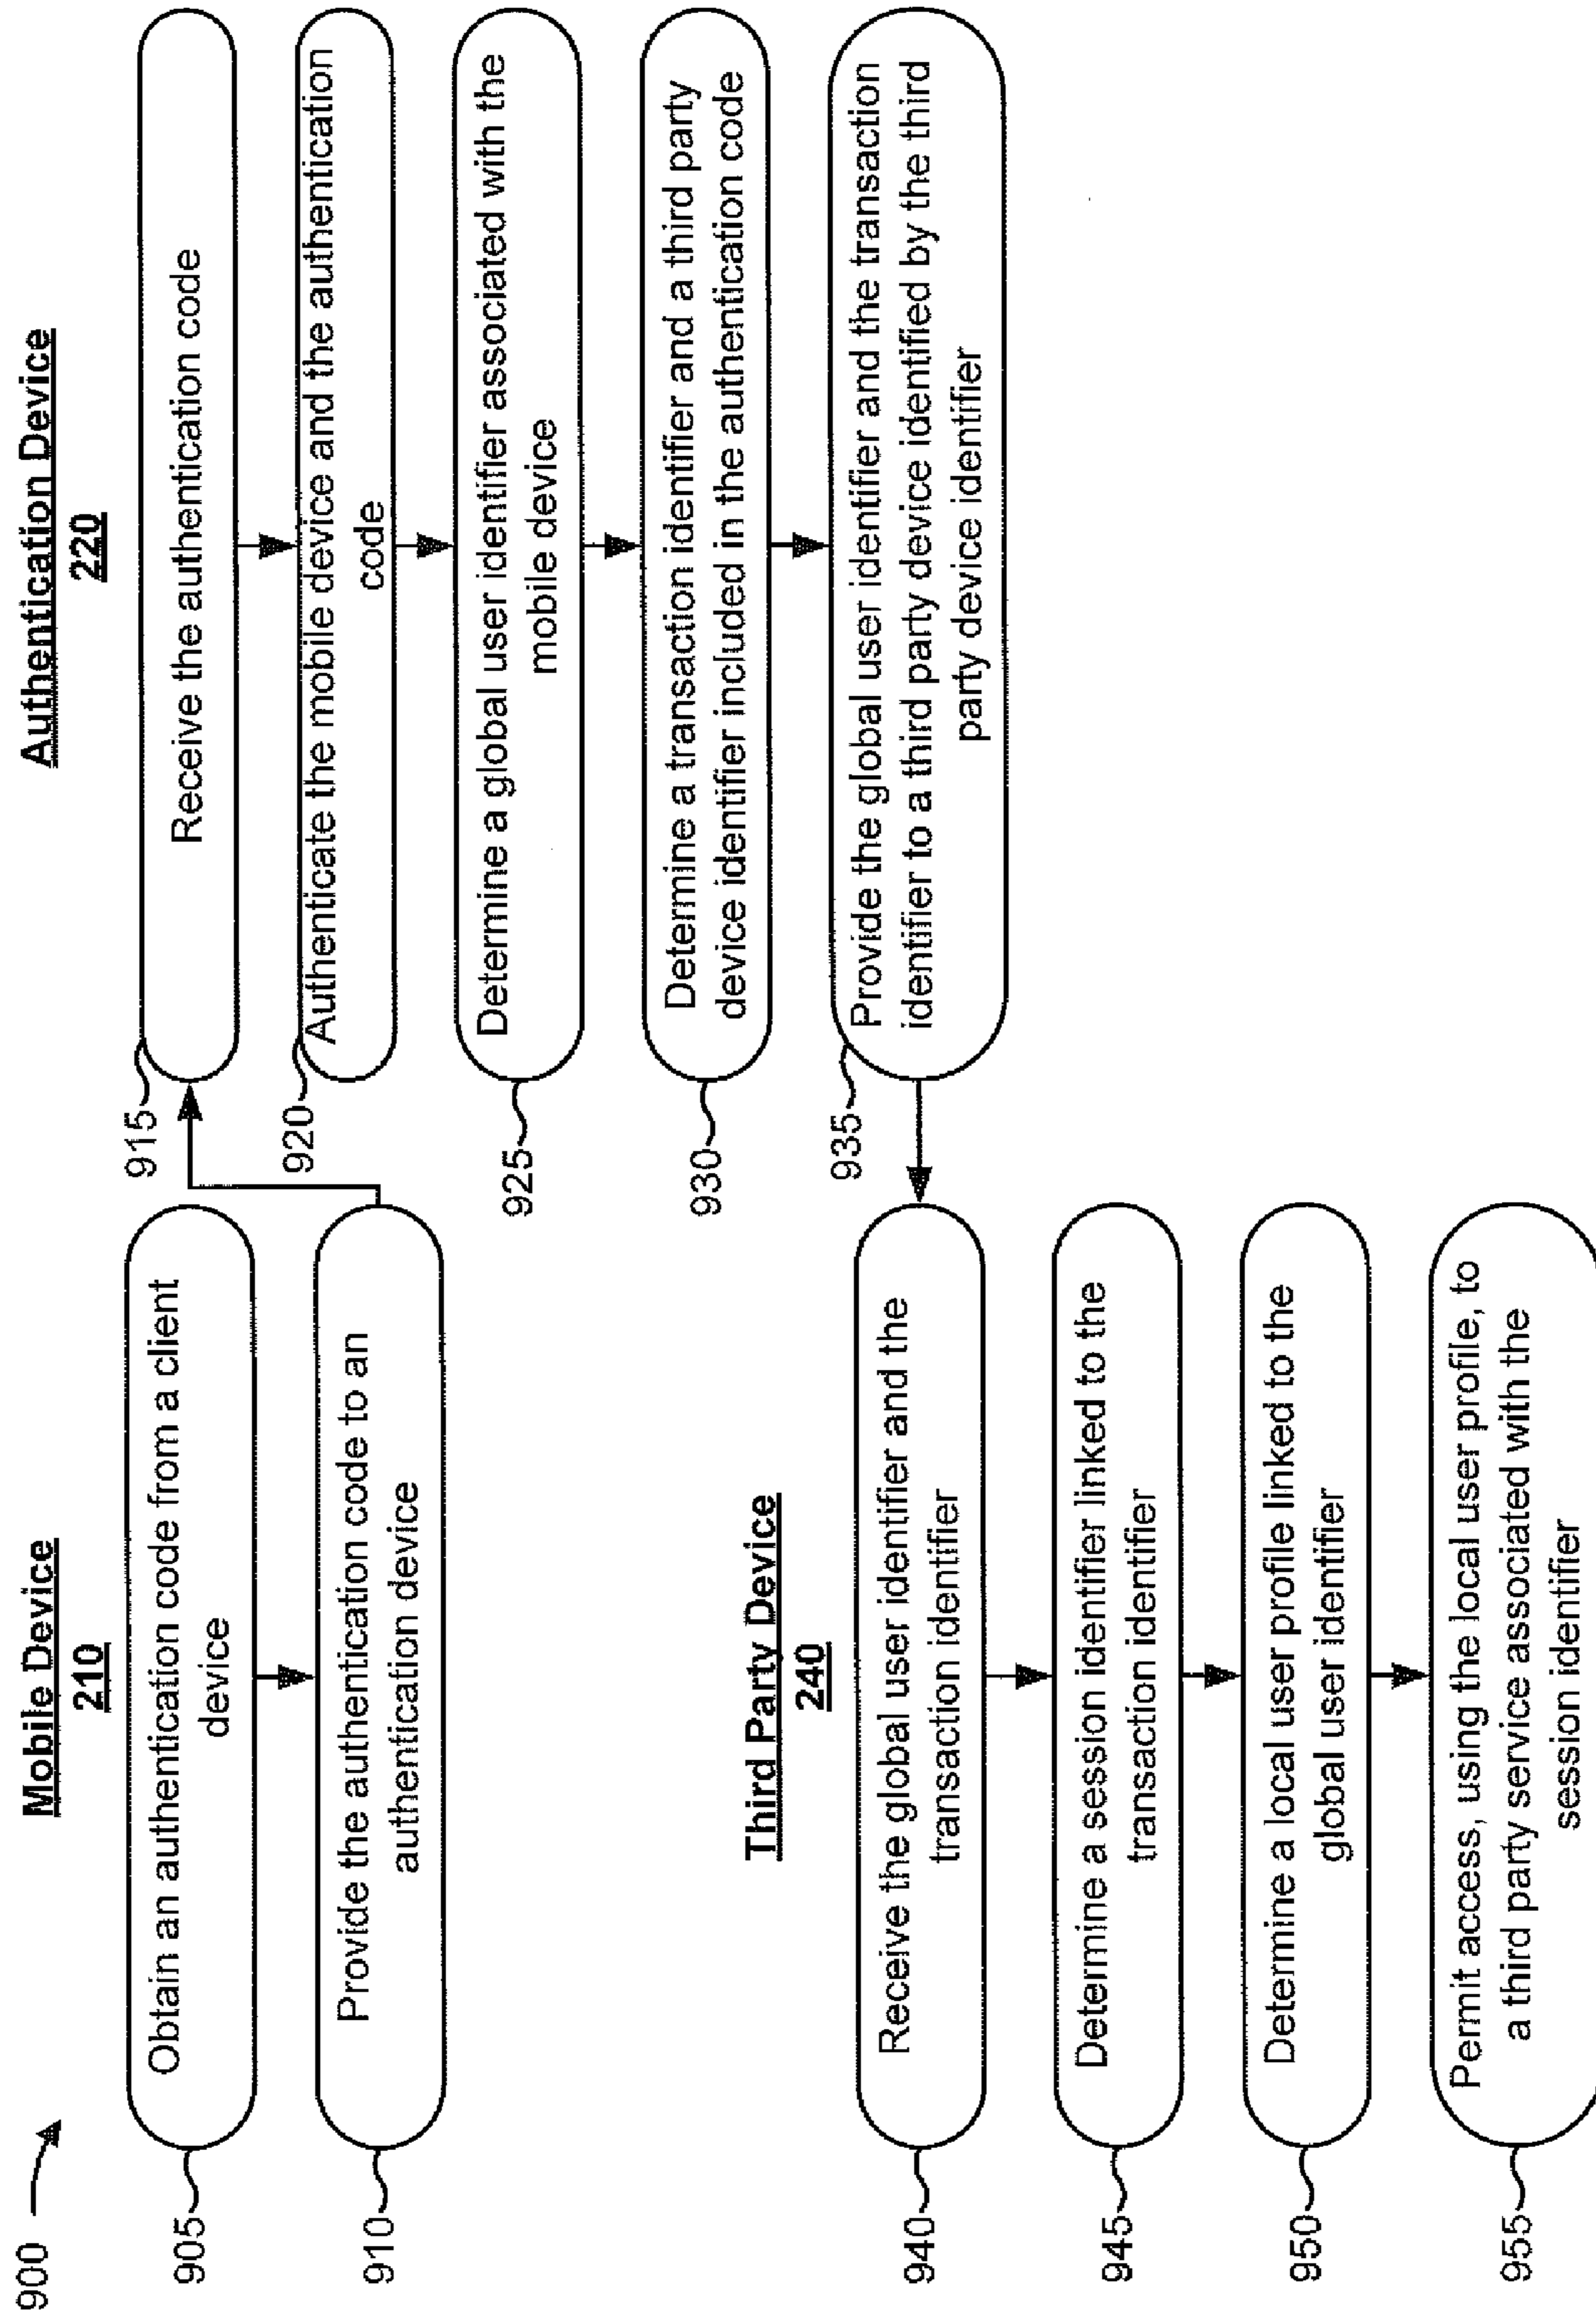 900
Mobile Device
210
905
Obtain an authentication code from a client
device
910
Provide the authentication code to an
authentication device
Authentication Device
220
915
Receive the authentication code
920
Authenticate the mobile device and the authentication
code
925
Determine a global user identifier associated with the
mobile device
930
Determine a transaction identifier and a third party
device identifier included in the authentication code
935
Provide the global user identifier and the transaction
identifier to a third party device identified by the third
party device identifier
Third Party Device
240
940
Receive the global user identifier and the
transaction identifier
945
Determine a session identifier linked to the
transaction identifier
950
Determine a local user profile linked to the
global user identifier
955
Permit access, using the local user profile, to
a third party service associated with the
session identifier